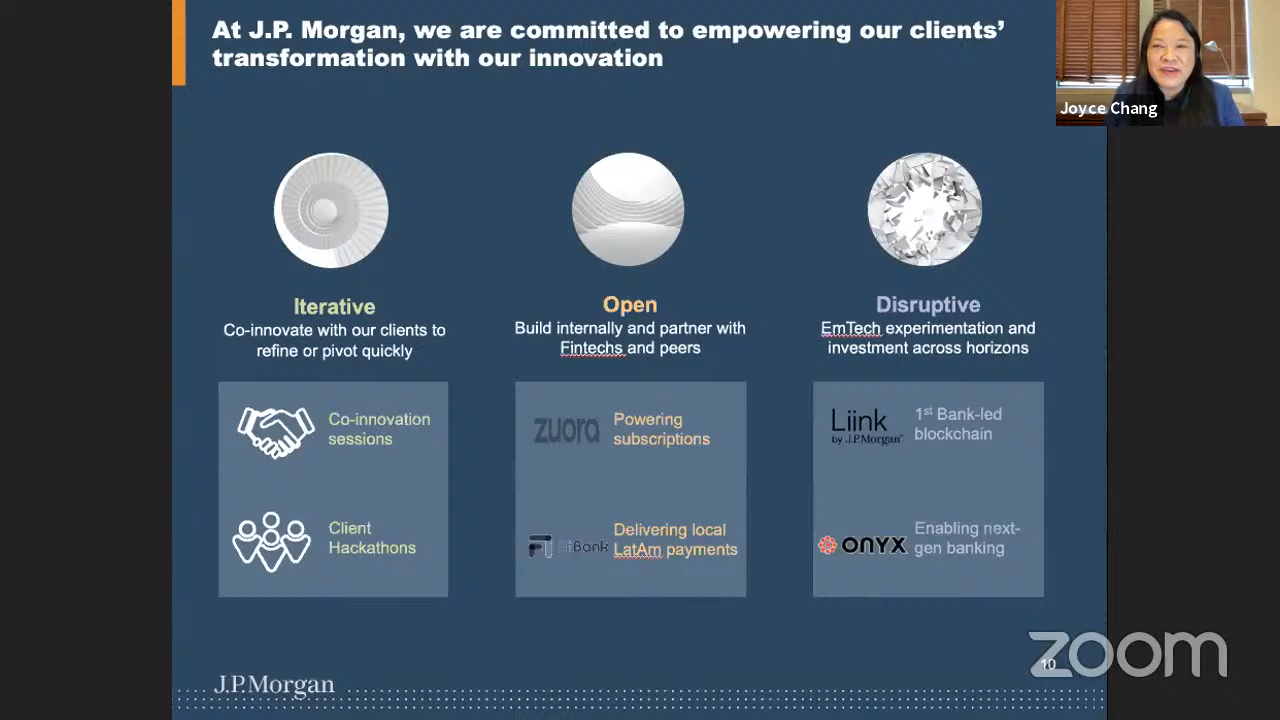 At J.P. Morgan, we are committed to empowering our clients’
transformation with our innovation
Joyce Chang
Iterative
Co-innovate with our clients to
refine or pivot quickly
Co-innovation
sessions
Client
Hackathons
Open
Build internally and partner with
Fintechs and peers
zuora
Powering
subscriptions
Bank
Delivering local
LatAm payments
Disruptive
EmTech experimentation and
investment across horizons
Liink
by J.P.Morgan
1st Bank-led
blockchain
ONYX
Enabling next-
gen banking
J.P.Morgan
10
zoom